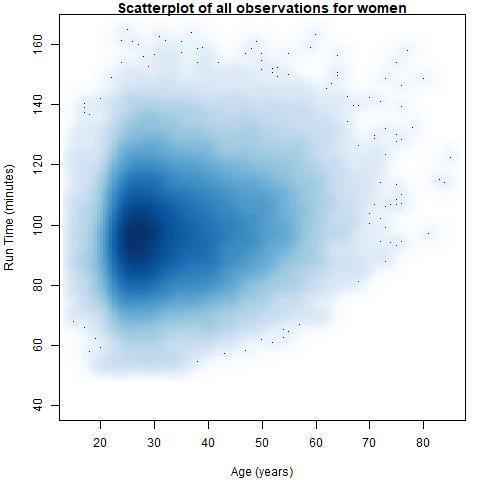 Scatterplot of all observations for women
160
140
120
100
80
60
40
Run Time (minutes)
20 30 40 50 60 70 80
Age (years)